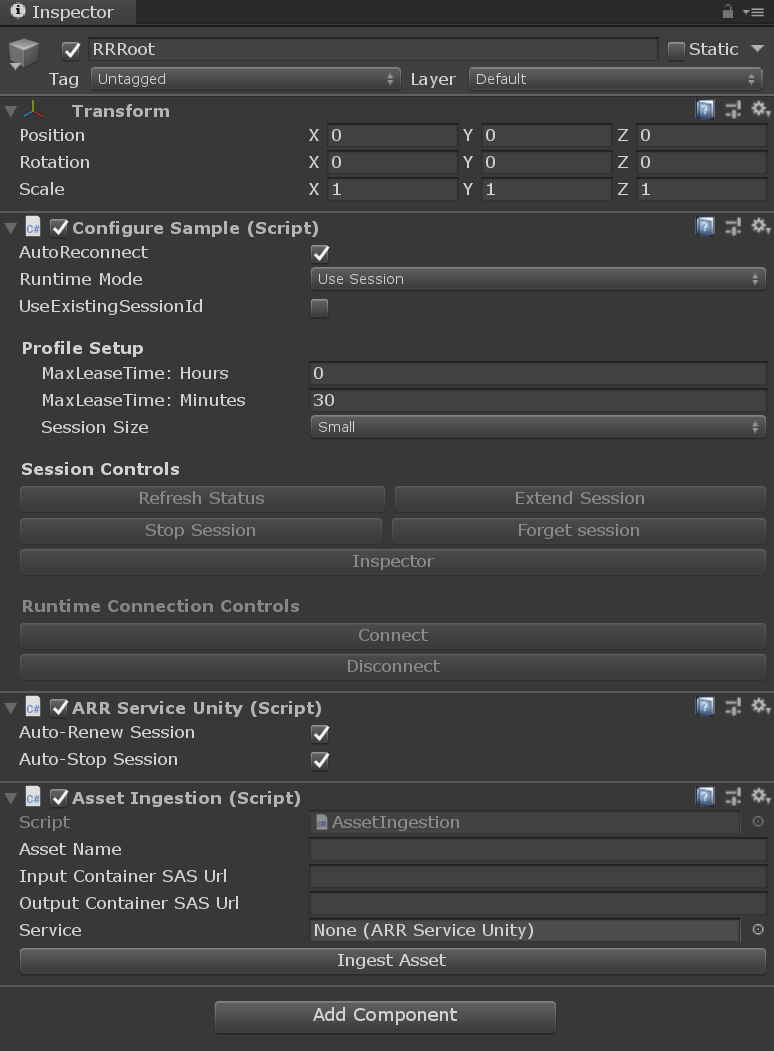 Inspector
RRRoot Static
Tag Untagged Layer Default
Transform
Position X 0 Y 0 Z 0
Rotation X 0 Y 0 Z 0
Scale X 1 Y 1 Z 1
C# Configure Sample (Script)
AutoReconnect
Runtime Mode Use Session
UseExistingSessionId
Profile Setup
MaxLeaseTime: Hours 0
MaxLeaseTime: Minutes 30
Session Size Small
Session Controls
Refresh Status Extend Session
Stop Session Forget session
Inspector
Runtime Connection Controls
Connect
Disconnect
C# ARR Service Unity (Script)
Auto-Renew Session
Auto-Stop Session
C# Asset Ingestion (Script)
Script AssetIngestion
Asset Name
Input Container SAS Url
Output Container SAS Url
Service None (ARR Service Unity)
Ingest Asset
Add Component